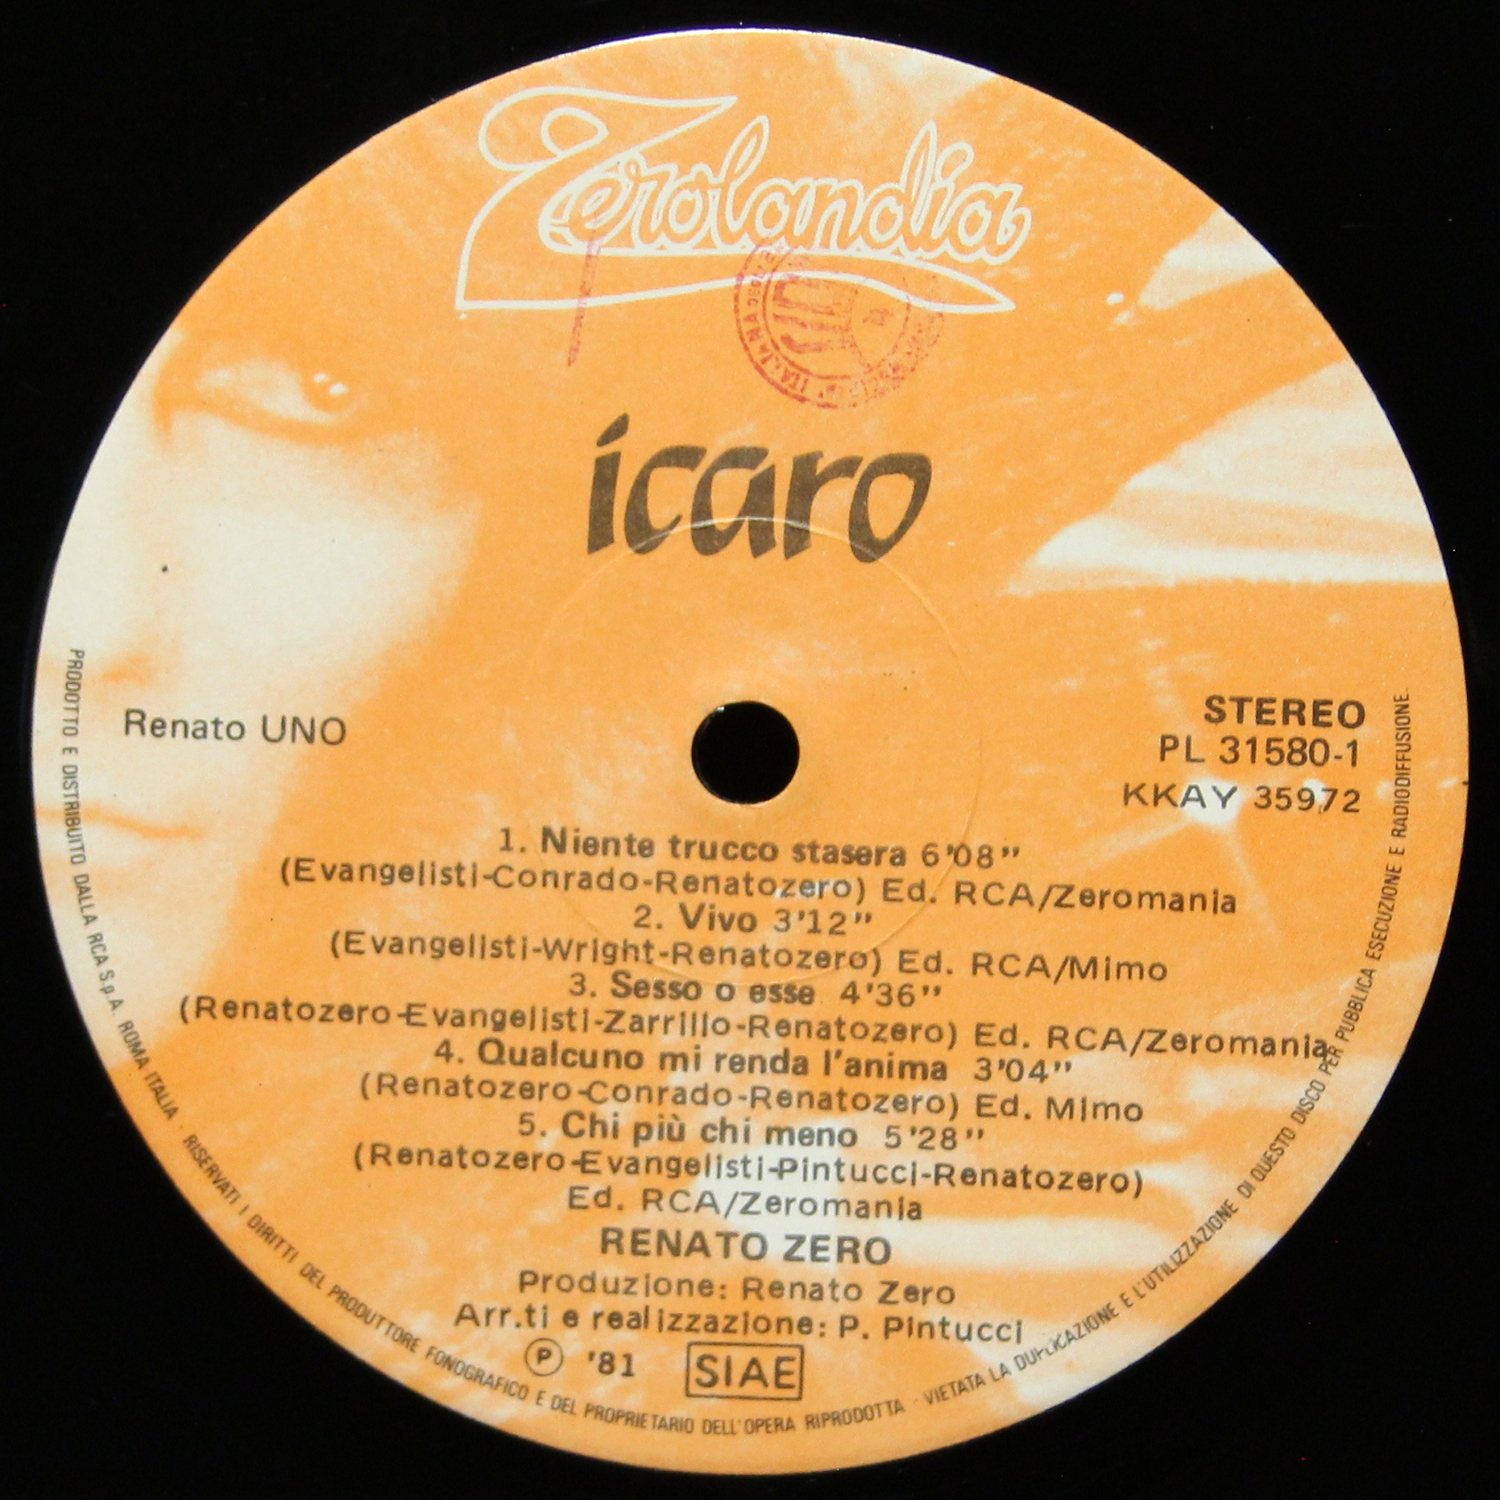 Zerolandia
icaro
Renato UNO
STEREO
PL 31580-1
KKAY 35972
1. Niente trucco stasera 6'08"
(Evangelisti-Conrado-Renatozero) Ed. RCA/Zeromania
2. Vivo 3'12"
(Evangelisti-Wright-Renatozero) Ed. RCA/Mimo
3. Sesso o esse 4'36"
(Renatozero-Evangelisti-Zarrillo-Renatozero) Ed. RCA/Zeromania
4. Qualcuno mi renda l'anima 3'04"
(Renatozero-Conrado-Renatozero) Ed. Mimo
5. Chi più chi meno 5'28"
(Renatozero-Evangelisti-Pintucci-Renatozero)
Ed. RCA/Zeromania
RENATO ZERO
Produzione: Renato Zero
Arr.ti e realizzazione: P. Pintucci
Ⓟ '81 SIAE
PRODOTTO E DISTRIBUITO DALLA RCA S.p.A. ROMA ITALIA · RISERVATI I DIRITTI DEL PRODUTTORE FONOGRAFICO E DEL PROPRIETARIO DELL'OPERA RIPRODOTTA · VIETATA LA DUPLICAZIONE E L'UTILIZZAZIONE DI QUESTO DISCO PER PUBBLICA ESECUZIONE E RADIODIFFUSIONE.